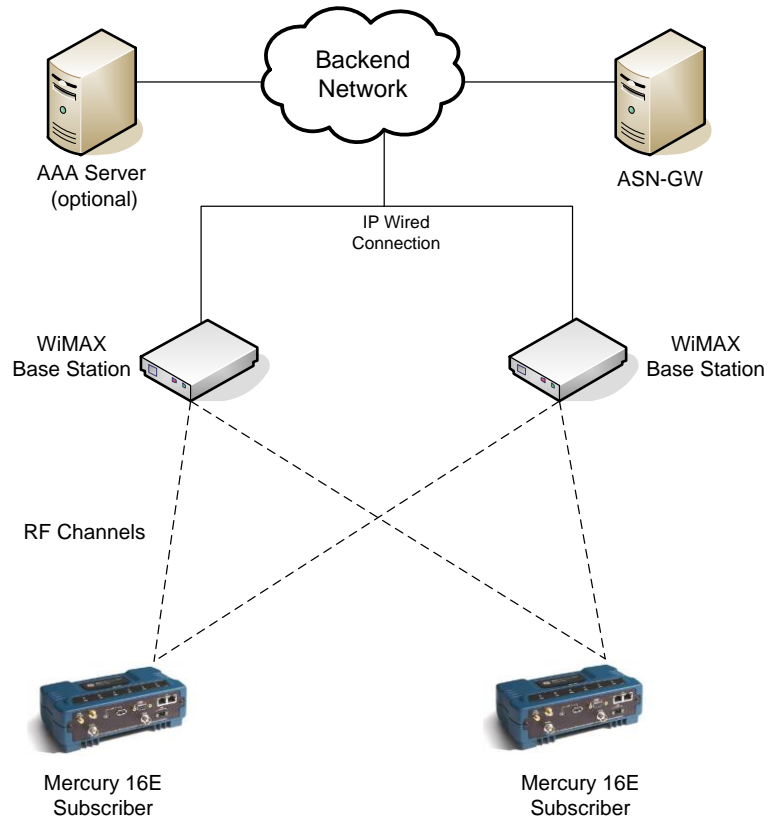 Backend
Network
AAA Server
(optional)
ASN-GW
IP Wired
Connection
WiMAX
Base Station
WiMAX
Base Station
RF Channels
Mercury 16E
Subscriber
Mercury 16E
Subscriber